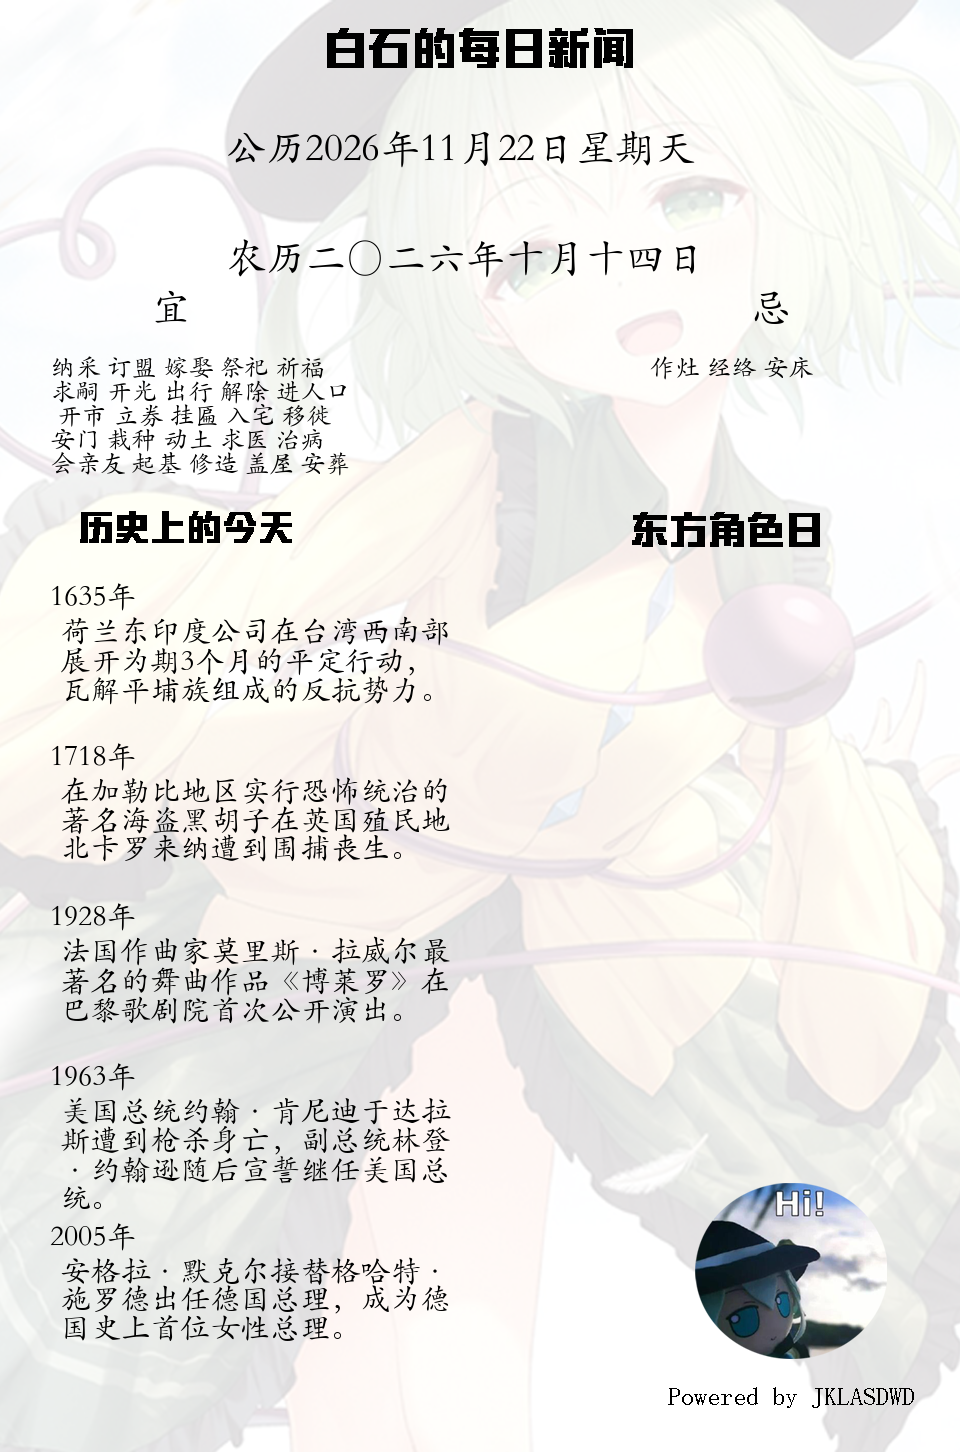 白石的每日新闻
公历2026年11月22日星期天
农历二〇二六年十月十四日
宜
忌
纳采 订盟 嫁娶 祭祀 祈福
求嗣 开光 出行 解除 进人口
开市 立券 挂匾 入宅 移徙
安门 栽种 动土 求医 治病
会亲友 起基 修造 盖屋 安葬
作灶 经络 安床
历史上的今天
1635年
荷兰东印度公司在台湾西南部
展开为期3个月的平定行动，
瓦解平埔族组成的反抗势力。
1718年
在加勒比地区实行恐怖统治的
著名海盗黑胡子在英国殖民地
北卡罗来纳遭到围捕丧生。
1928年
法国作曲家莫里斯·拉威尔最
著名的舞曲作品《博莱罗》在
巴黎歌剧院首次公开演出。
1963年
美国总统约翰·肯尼迪于达拉
斯遭到枪杀身亡，副总统林登
·约翰逊随后宣誓继任美国总
统。
2005年
安格拉·默克尔接替格哈特·
施罗德出任德国总理，成为德
国史上首位女性总理。
东方角色日
Hi!
Powered by JKLASDWD